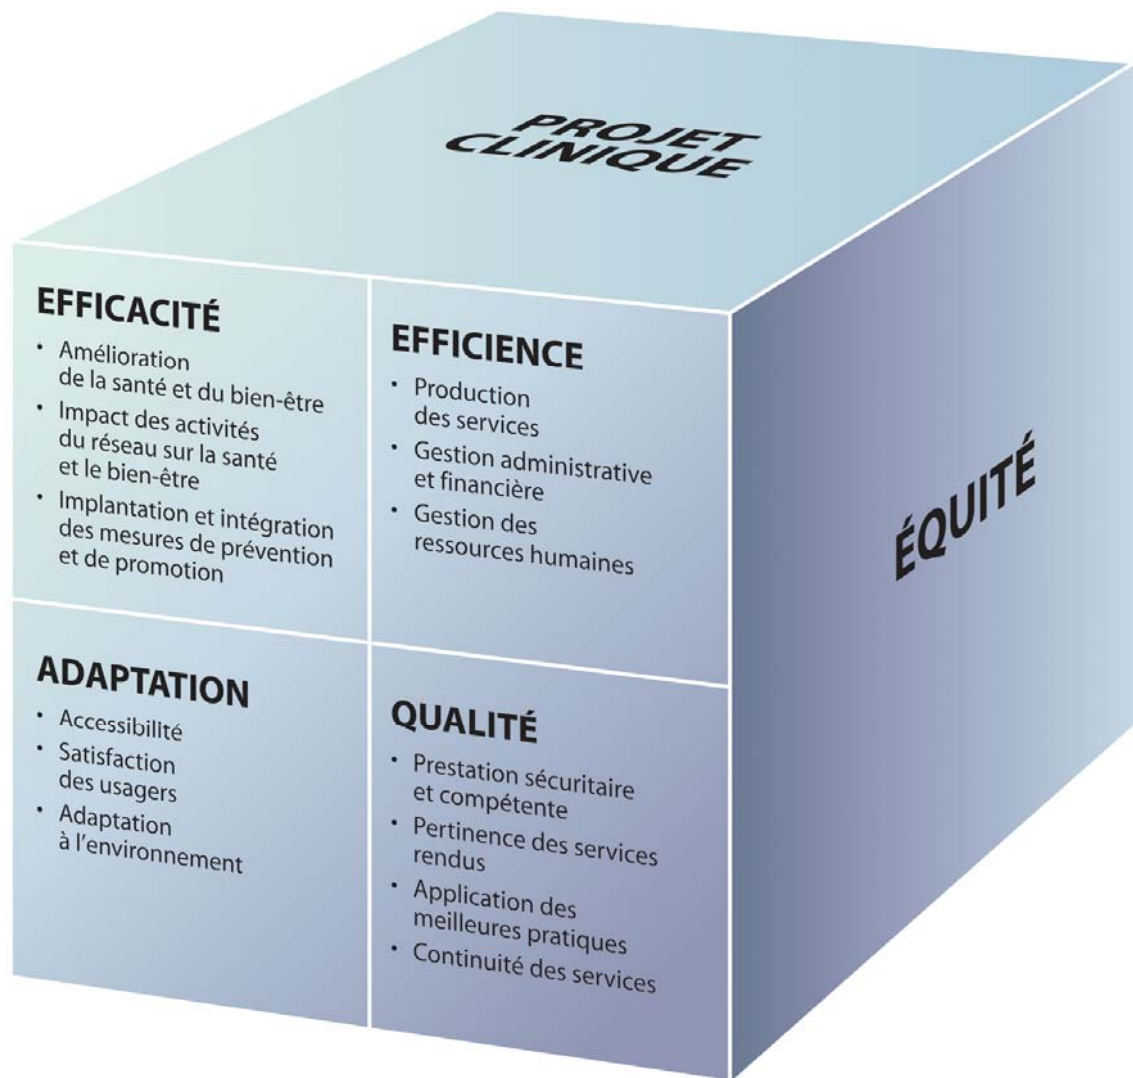 PROJET
CLINIQUE
EFFICACITÉ
• Amélioration
de la santé et du bien-être
• Impact des activités
du réseau sur la santé
et le bien-être
• Implantation et intégration
des mesures de prévention
et de promotion
EFFICIENCE
• Production
des services
• Gestion administrative
et financière
• Gestion des
ressources humaines
ÉQUITÉ
ADAPTATION
• Accessibilité
• Satisfaction
des usagers
• Adaptation
à l'environnement
QUALITÉ
• Prestation sécuritaire
et compétente
• Pertinence des services
rendus
• Application des
meilleures pratiques
• Continuité des services